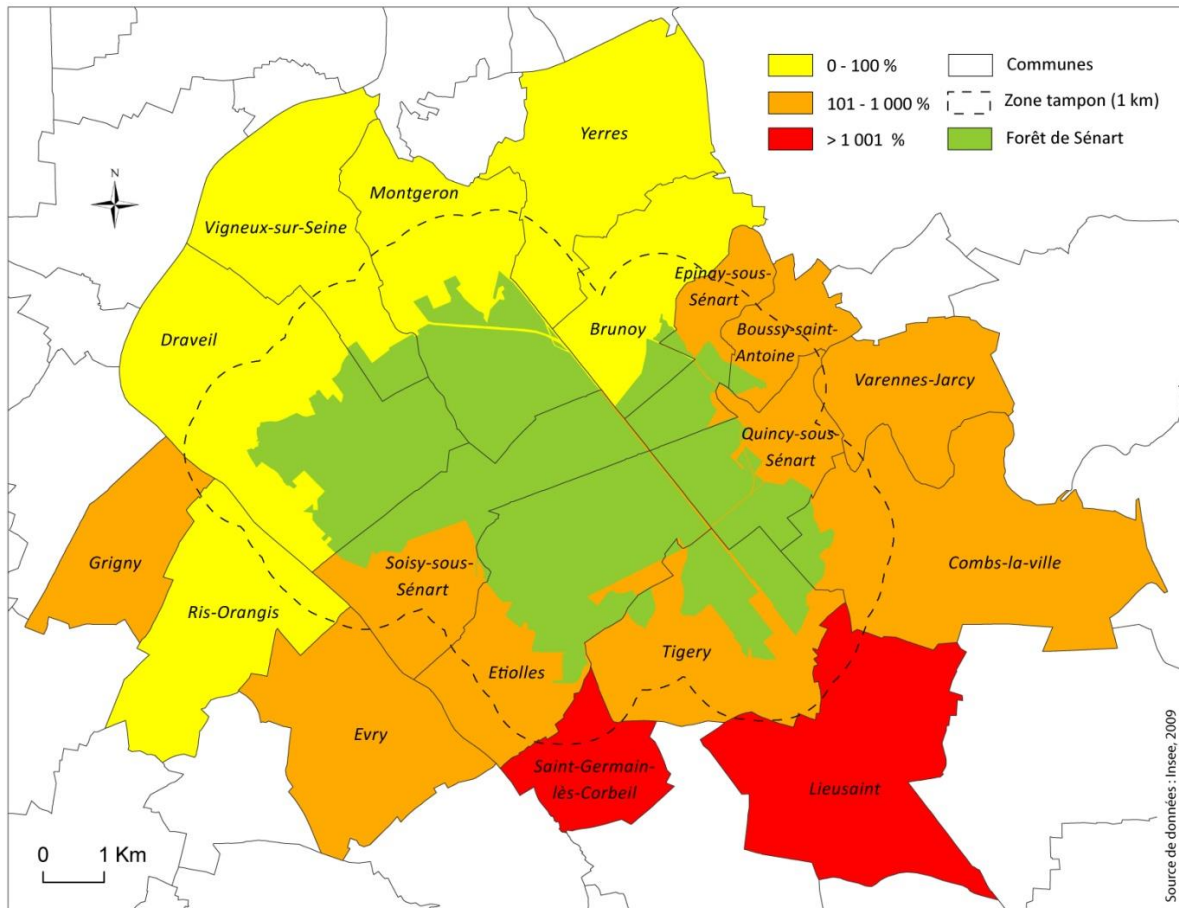 0 - 100 %
101 - 1 000 %
> 1 001 %
Communes
Zone tampon (1 km)
Forêt de Sénart
N
Yerres
Montgeron
Vigneux-sur-Seine
Draveil
Epinay-sous-
Sénart
Brunoy
Boussy-saint-
Antoine
Varennes-Jarcy
Quincy-sous-
Sénart
Grigny
Soisy-sous-
Sénart
Combs-la-ville
Ris-Orangis
Etiolles
Tigery
Evry
Saint-Germain-
lès-Corbeil
Lieusaint
0 1 Km
Source de données : Insee, 2009